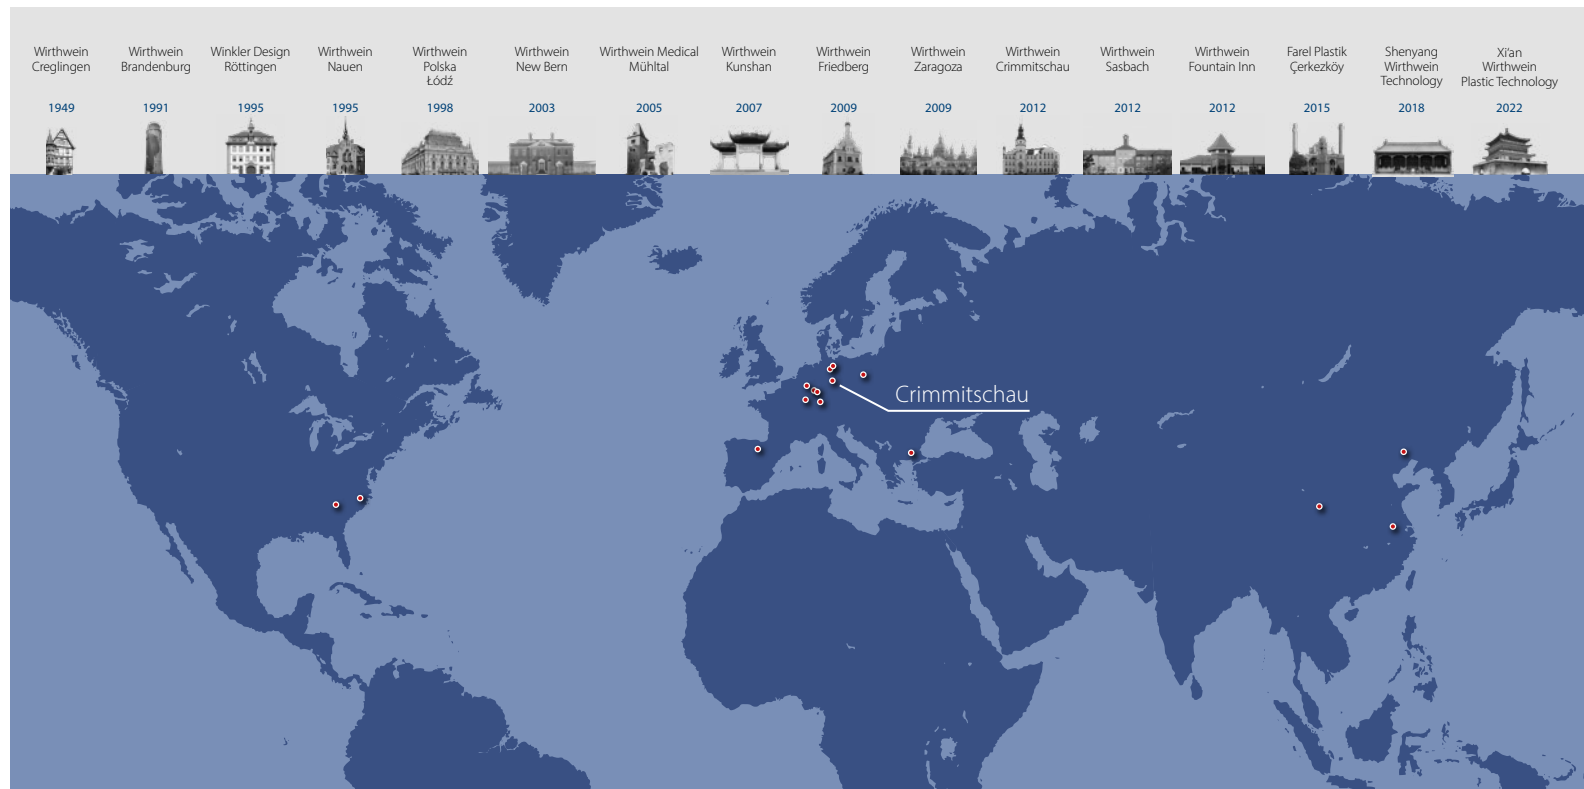 Wirthwein
Creglingen
1949
Wirthwein
Brandenburg
1991
Winkler Design
Röttingen
1995
Wirthwein
Nauen
1995
Wirthwein
Polska
Łódź
1998
Wirthwein
New Bern
2003
Wirthwein Medical
Mühltal
2005
Wirthwein
Kunshan
2007
Wirthwein
Friedberg
2009
Wirthwein
Zaragoza
2009
Wirthwein
Crimmitschau
2012
Wirthwein
Sasbach
2012
Wirthwein
Fountain Inn
2012
Farel Plastik
Çerkezköy
2015
Shenyang
Wirthwein
Technology
2018
Xi'an
Wirthwein
Plastic Technology
2022
Crimmitschau